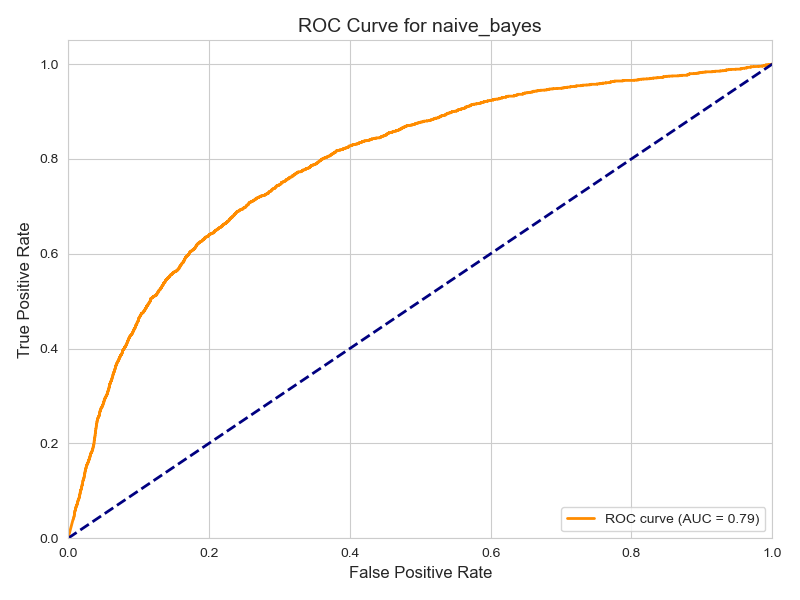 ROC Curve for naive_bayes
True Positive Rate
1.0
0.8
0.6
0.4
0.2
0.0
0.0 0.2 0.4 0.6 0.8 1.0
False Positive Rate
ROC curve (AUC = 0.79)